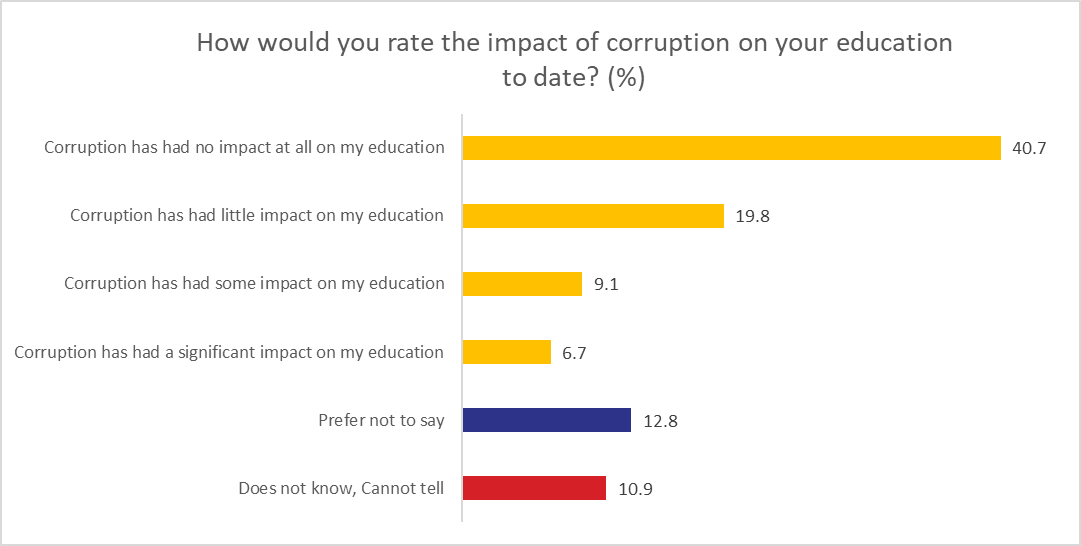 How would you rate the impact of corruption on your education
to date? (%)
Corruption has had no impact at all on my education
40.7
Corruption has had little impact on my education
19.8
Corruption has had some impact on my education
9.1
Corruption has had a significant impact on my education
6.7
Prefer not to say
12.8
Does not know, Cannot tell
10.9